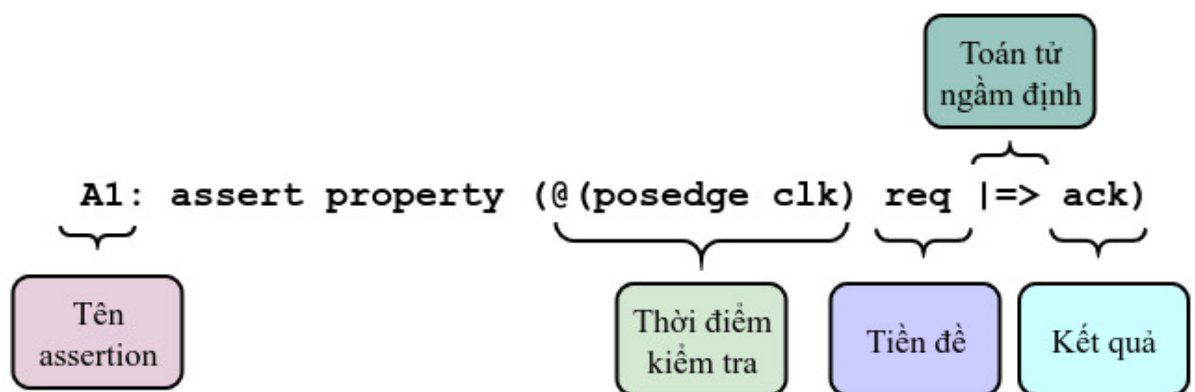 Toán tử
ngầm định
A1: assert property (@(posedge clk) req |=> ack)
Tên
assertion
Thời điểm
kiểm tra
Tiền đề
Kết quả